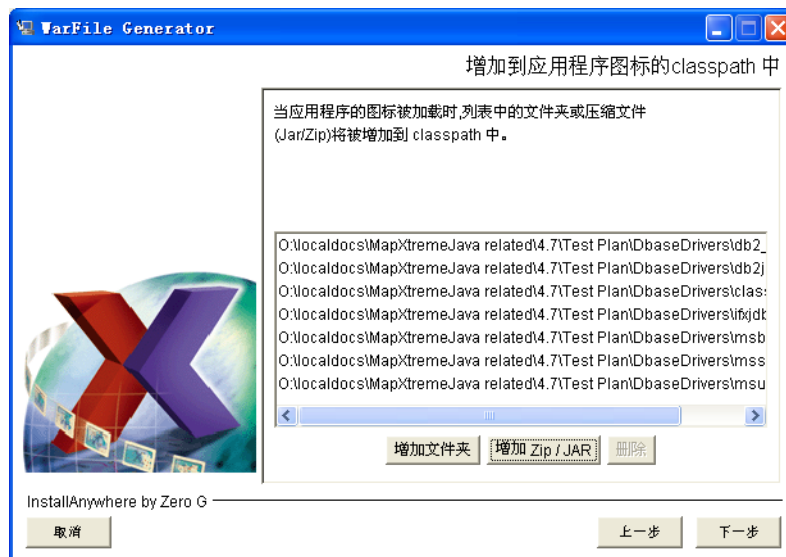 WarFile Generator
增加到应用程序图标的classpath 中
当应用程序的图标被加载时,列表中的文件夹或压缩文件
(Jar/Zip)将被增加到 classpath 中。
O:\localdocs\MapXtremeJava related\4.7\Test Plan\DbaseDrivers\db2_
O:\localdocs\MapXtremeJava related\4.7\Test Plan\DbaseDrivers\db2j
O:\localdocs\MapXtremeJava related\4.7\Test Plan\DbaseDrivers\class
O:\localdocs\MapXtremeJava related\4.7\Test Plan\DbaseDrivers\ifxjdb
O:\localdocs\MapXtremeJava related\4.7\Test Plan\DbaseDrivers\msb
O:\localdocs\MapXtremeJava related\4.7\Test Plan\DbaseDrivers\mss
O:\localdocs\MapXtremeJava related\4.7\Test Plan\DbaseDrivers\msu
增加文件夹 增加 Zip / JAR 删除
InstallAnywhere by Zero G
取消 上一步 下一步